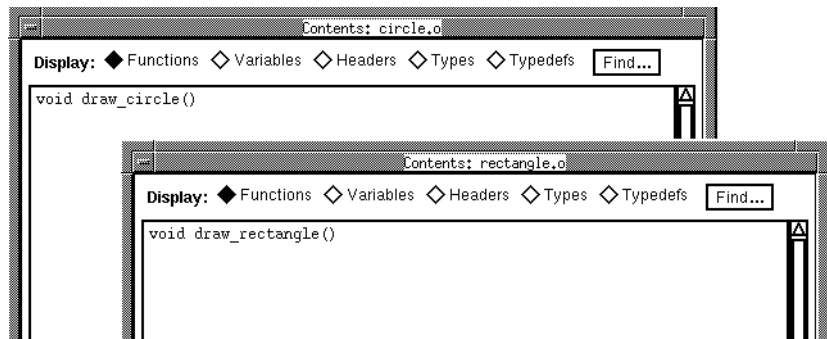 Contents: circle.o
Display: Functions Variables Headers Types Typedefs Find...
void draw_circle()
Contents: rectangle.o
Display: Functions Variables Headers Types Typedefs Find...
void draw_rectangle()